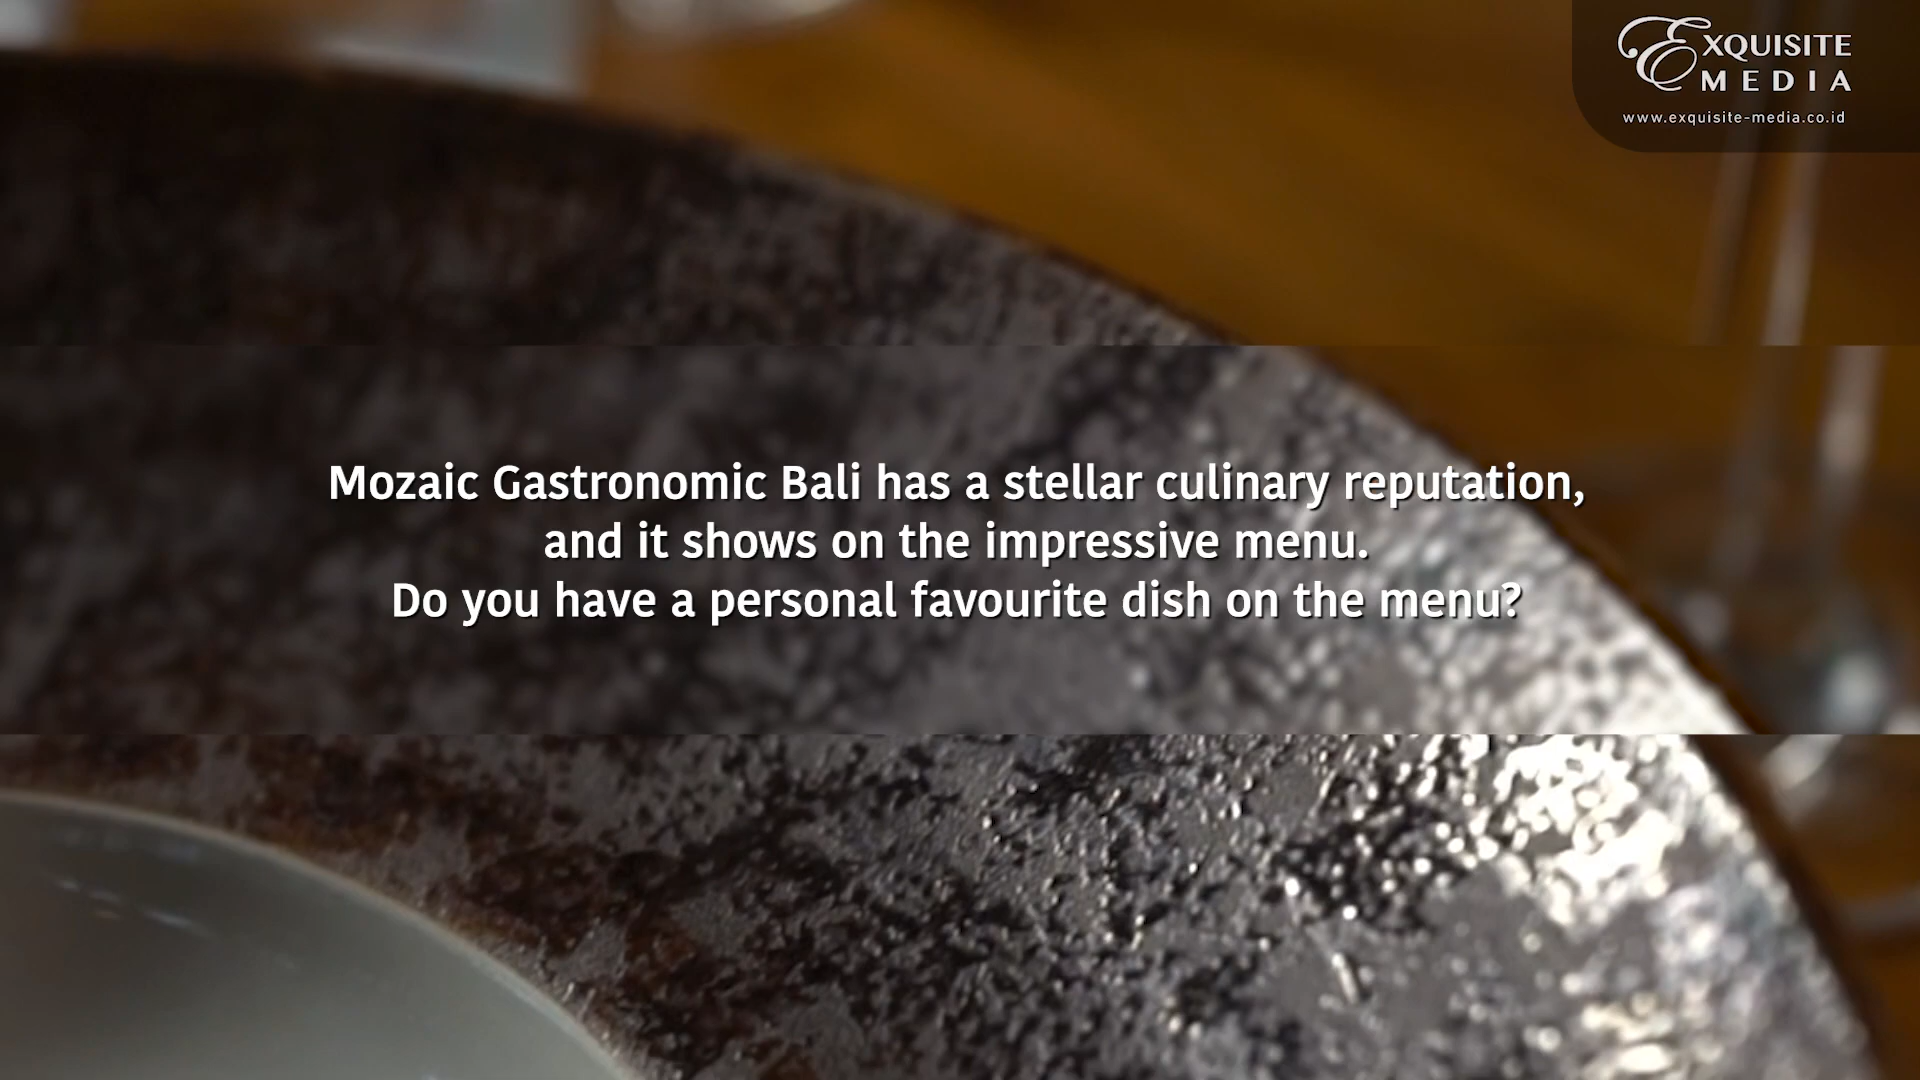 EXQUISITE
MEDIA
www.exquisite-media.co.id
Mozaic Gastronomic Bali has a stellar culinary reputation,
and it shows on the impressive menu.
Do you have a personal favourite dish on the menu?